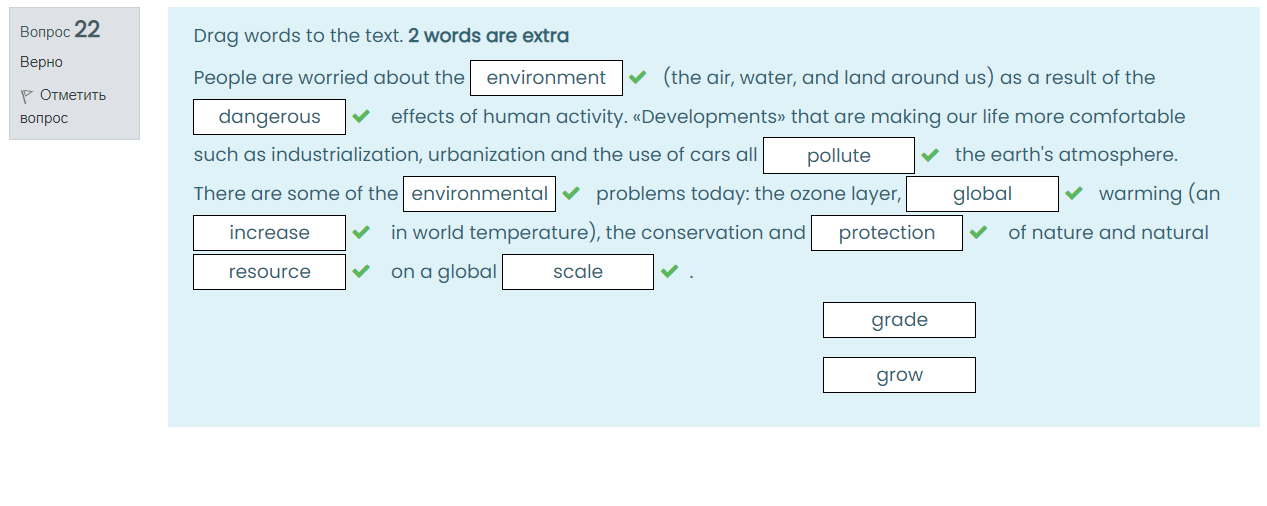 Вопрос 22
Верно
Отметить
вопрос
Drag words to the text. 2 words are extra
People are worried about the environment (the air, water, and land around us) as a result of the
dangerous effects of human activity. «Developments» that are making our life more comfortable
such as industrialization, urbanization and the use of cars all pollute the earth's atmosphere.
There are some of the environmental problems today: the ozone layer, global warming (an
increase in world temperature), the conservation and protection of nature and natural
resource on a global scale .
grade
grow